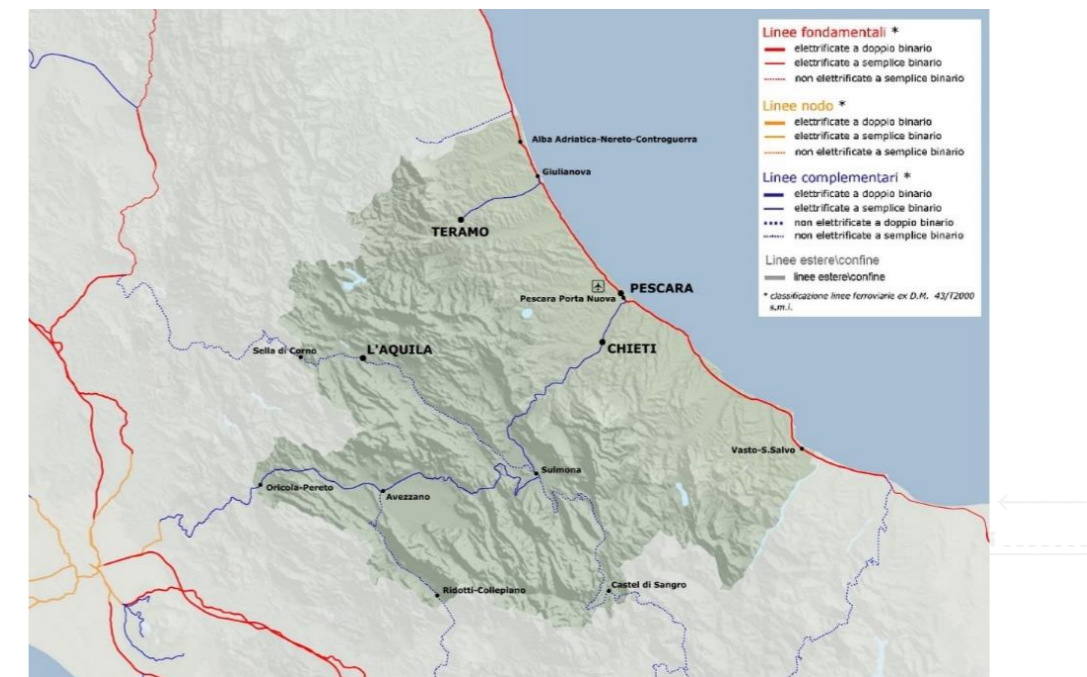 Linee fondamentali *
elettrificate a doppio binario
elettrificate a semplice binario
non elettrificate a semplice binario
Linee nodo *
elettrificate a doppio binario
elettrificate a semplice binario
non elettrificate a semplice binario
Linee complementari *
elettrificate a doppio binario
elettrificate a semplice binario
non elettrificate a doppio binario
non elettrificate a semplice binario
Linee estere\confine
linee estere\confine
* classificazione linee ferroviarie ex D.M. 43/T2000
s.m.i.
Alba Adriatica-Nereto-Controguerra
Giulianova
TERAMO
PESCARA
Pescara Porta Nuova
CHIETI
L'AQUILA
Sella di Corno
Vasto-S.Salvo
Sulmona
Oricola-Pereto
Avezzano
Ridotti-Collepiano
Castel di Sangro